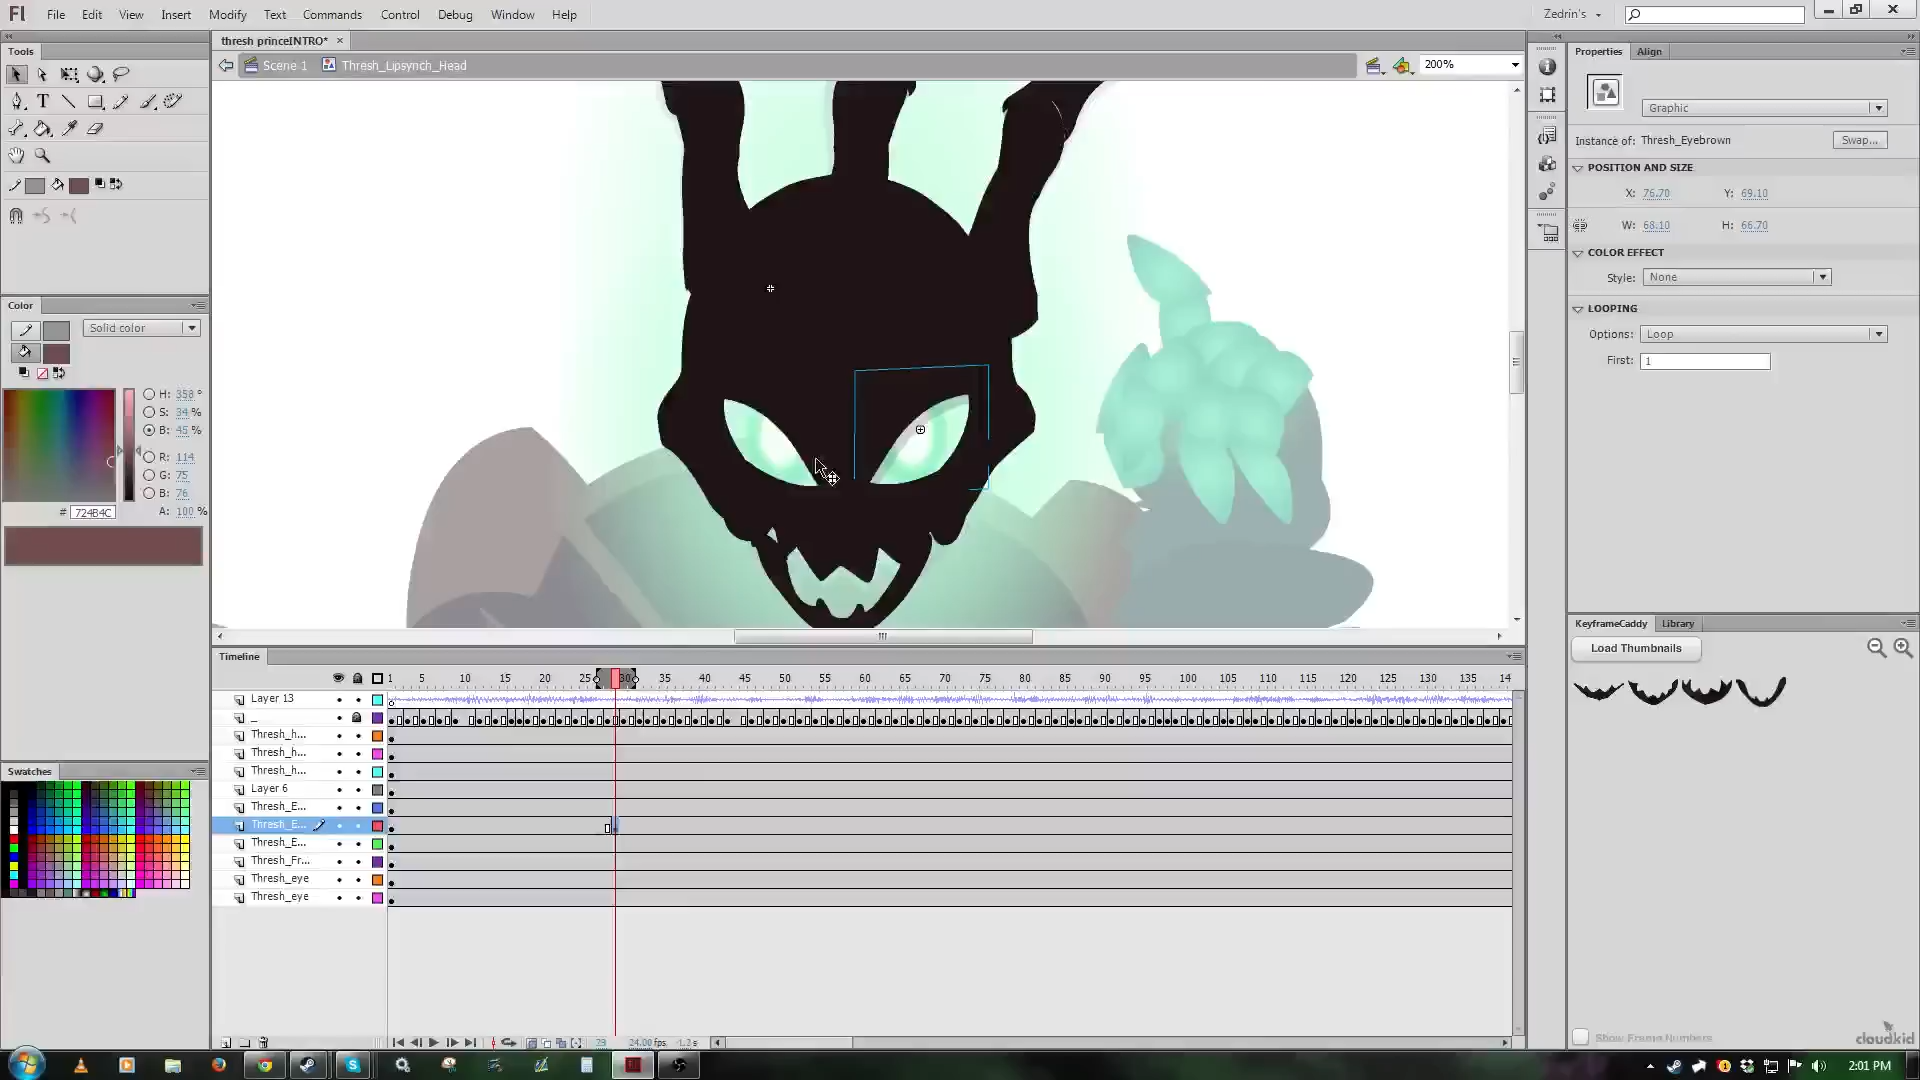 Fl File Edit View Insert Modify Text Commands Control Debug Window Help Zedrin's
Tools
thresh princeINTRO* ×
Scene 1 Thresh_Lipsynch_Head 200%
T
Color
Solid color
H: 358 °
S: 34 %
B: 45 %
R: 114
G: 75
B: 76
# 724B4C A: 100 %
Swatches
Properties Align
Graphic
Instance of: Thresh_Eyebrown Swap...
POSITION AND SIZE
X: 76.70 Y: 69.10
W: 68.10 H: 66.70
COLOR EFFECT
Style: None
LOOPING
Options: Loop
First: 1
KeyframeCaddy Library
Load Thumbnails
Show Frame Numbers
cloudkid
Timeline
1 5 10 15 20 25 30 35 40 45 50 55 60 65 70 75 80 85 90 95 100 105 110 115 120 125 130 135 14
Layer 13
_
Thresh_h...
Thresh_h...
Thresh_h...
Layer 6
Thresh_E...
Thresh_E...
Thresh_E...
Thresh_Fr...
Thresh_eye
Thresh_eye
29 24.00 fps 1.2 s
2:01 PM